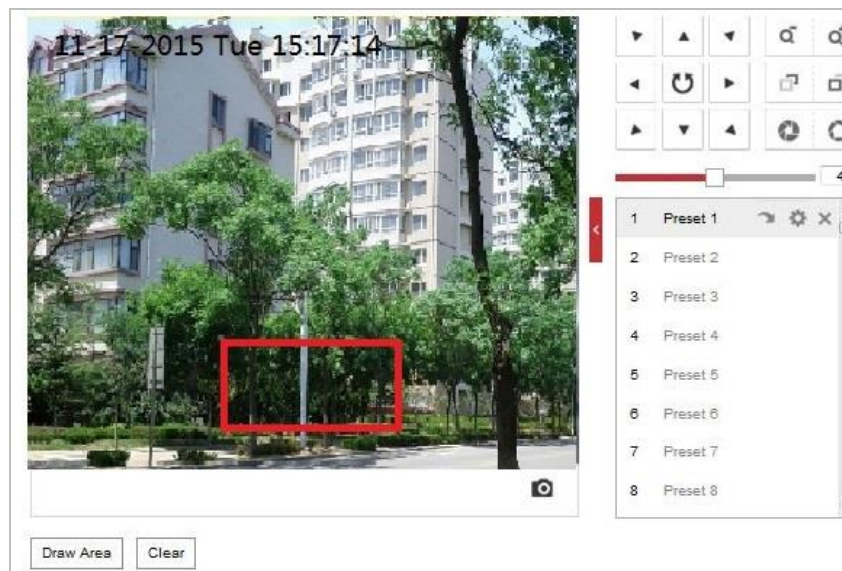 11-17-2015 Tue 15:17:14
4
1 Preset 1
2 Preset 2
3 Preset 3
4 Preset 4
5 Preset 5
6 Preset 6
7 Preset 7
8 Preset 8
Draw Area Clear